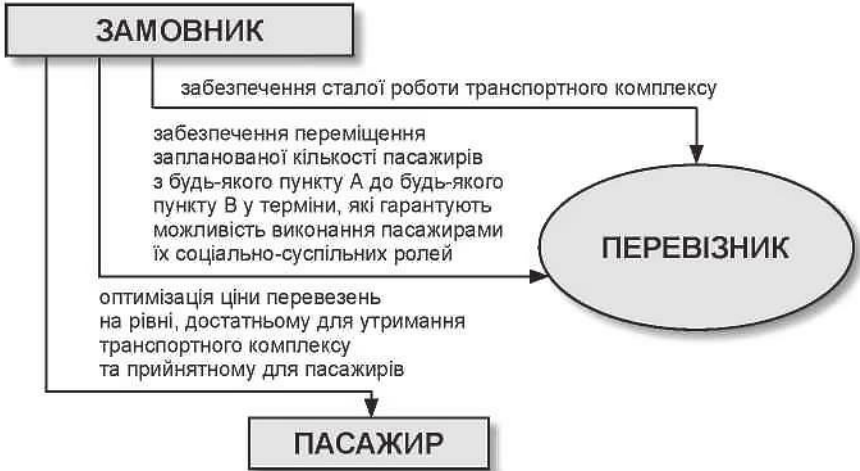 ЗАМОВНИК
забезпечення сталої роботи транспортного комплексу
забезпечення переміщення
запланованої кількості пасажирів
з будь-якого пункту А до будь-якого
пункту В у терміни, які гарантують
можливість виконання пасажирами
їх соціально-суспільних ролей
ПЕРЕВІЗНИК
оптимізація ціни перевезень
на рівні, достатньому для утримання
транспортного комплексу
та прийнятному для пасажирів
ПАСАЖИР